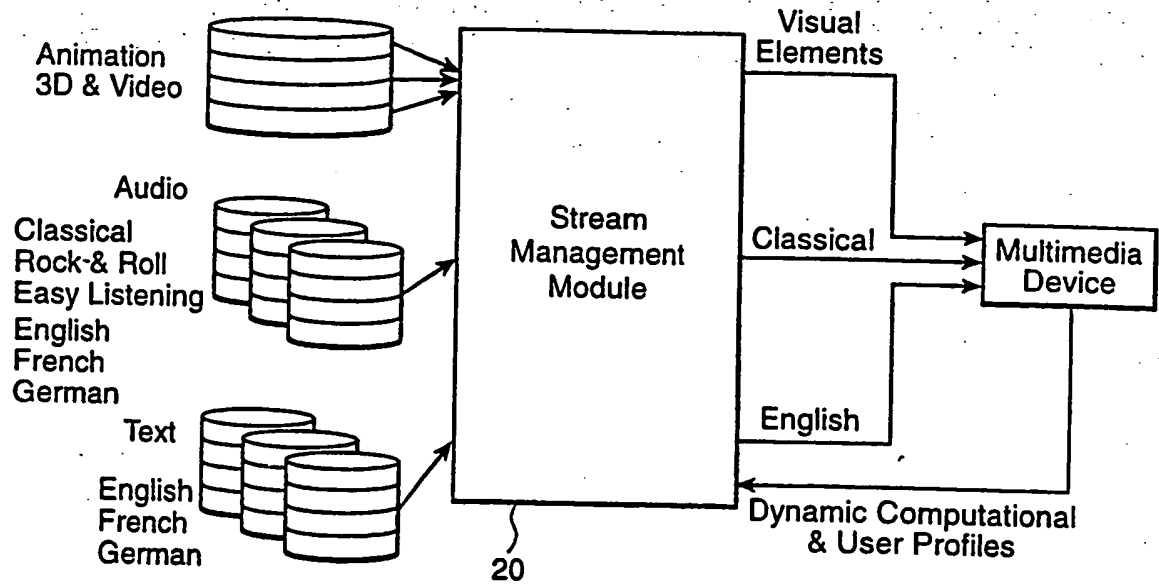 Animation
3D & Video
Audio
Classical
Rock-& Roll
Easy Listening
English
French
German
Text
English
French
German
Stream
Management
Module
20
Visual
Elements
Classical
English
Multimedia
Device
Dynamic Computational
& User Profiles